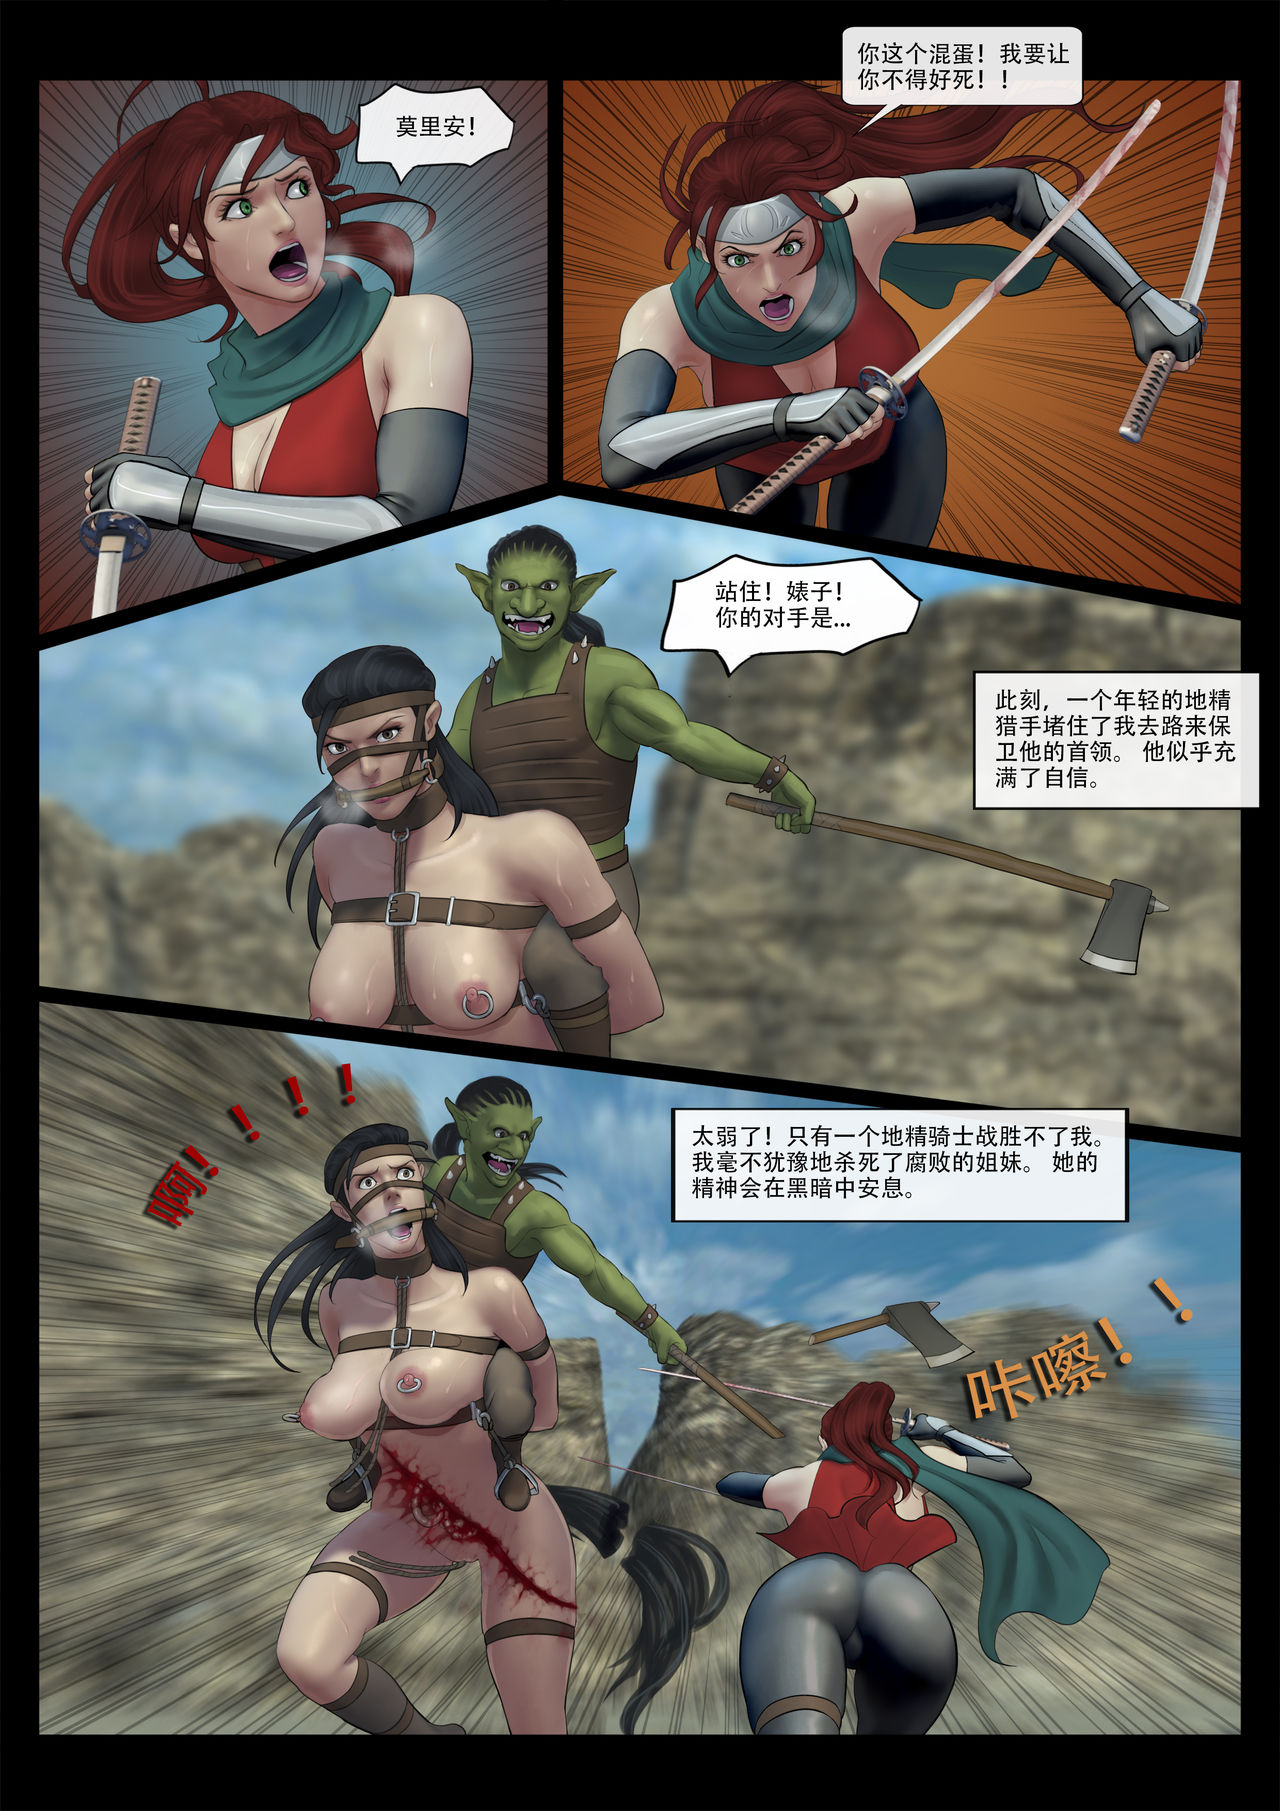 莫里安！
你这个混蛋！我要让
你不得好死！！
站住！婊子！
你的对手是...
此刻，一个年轻的地精
猎手堵住了我去路来保
卫他的首领。 他似乎充
满了自信。
啊！！！！
太弱了！只有一个地精骑士战胜不了我。
我毫不犹豫地杀死了腐败的姐妹。 她的
精神会在黑暗中安息。
咔嚓！！！